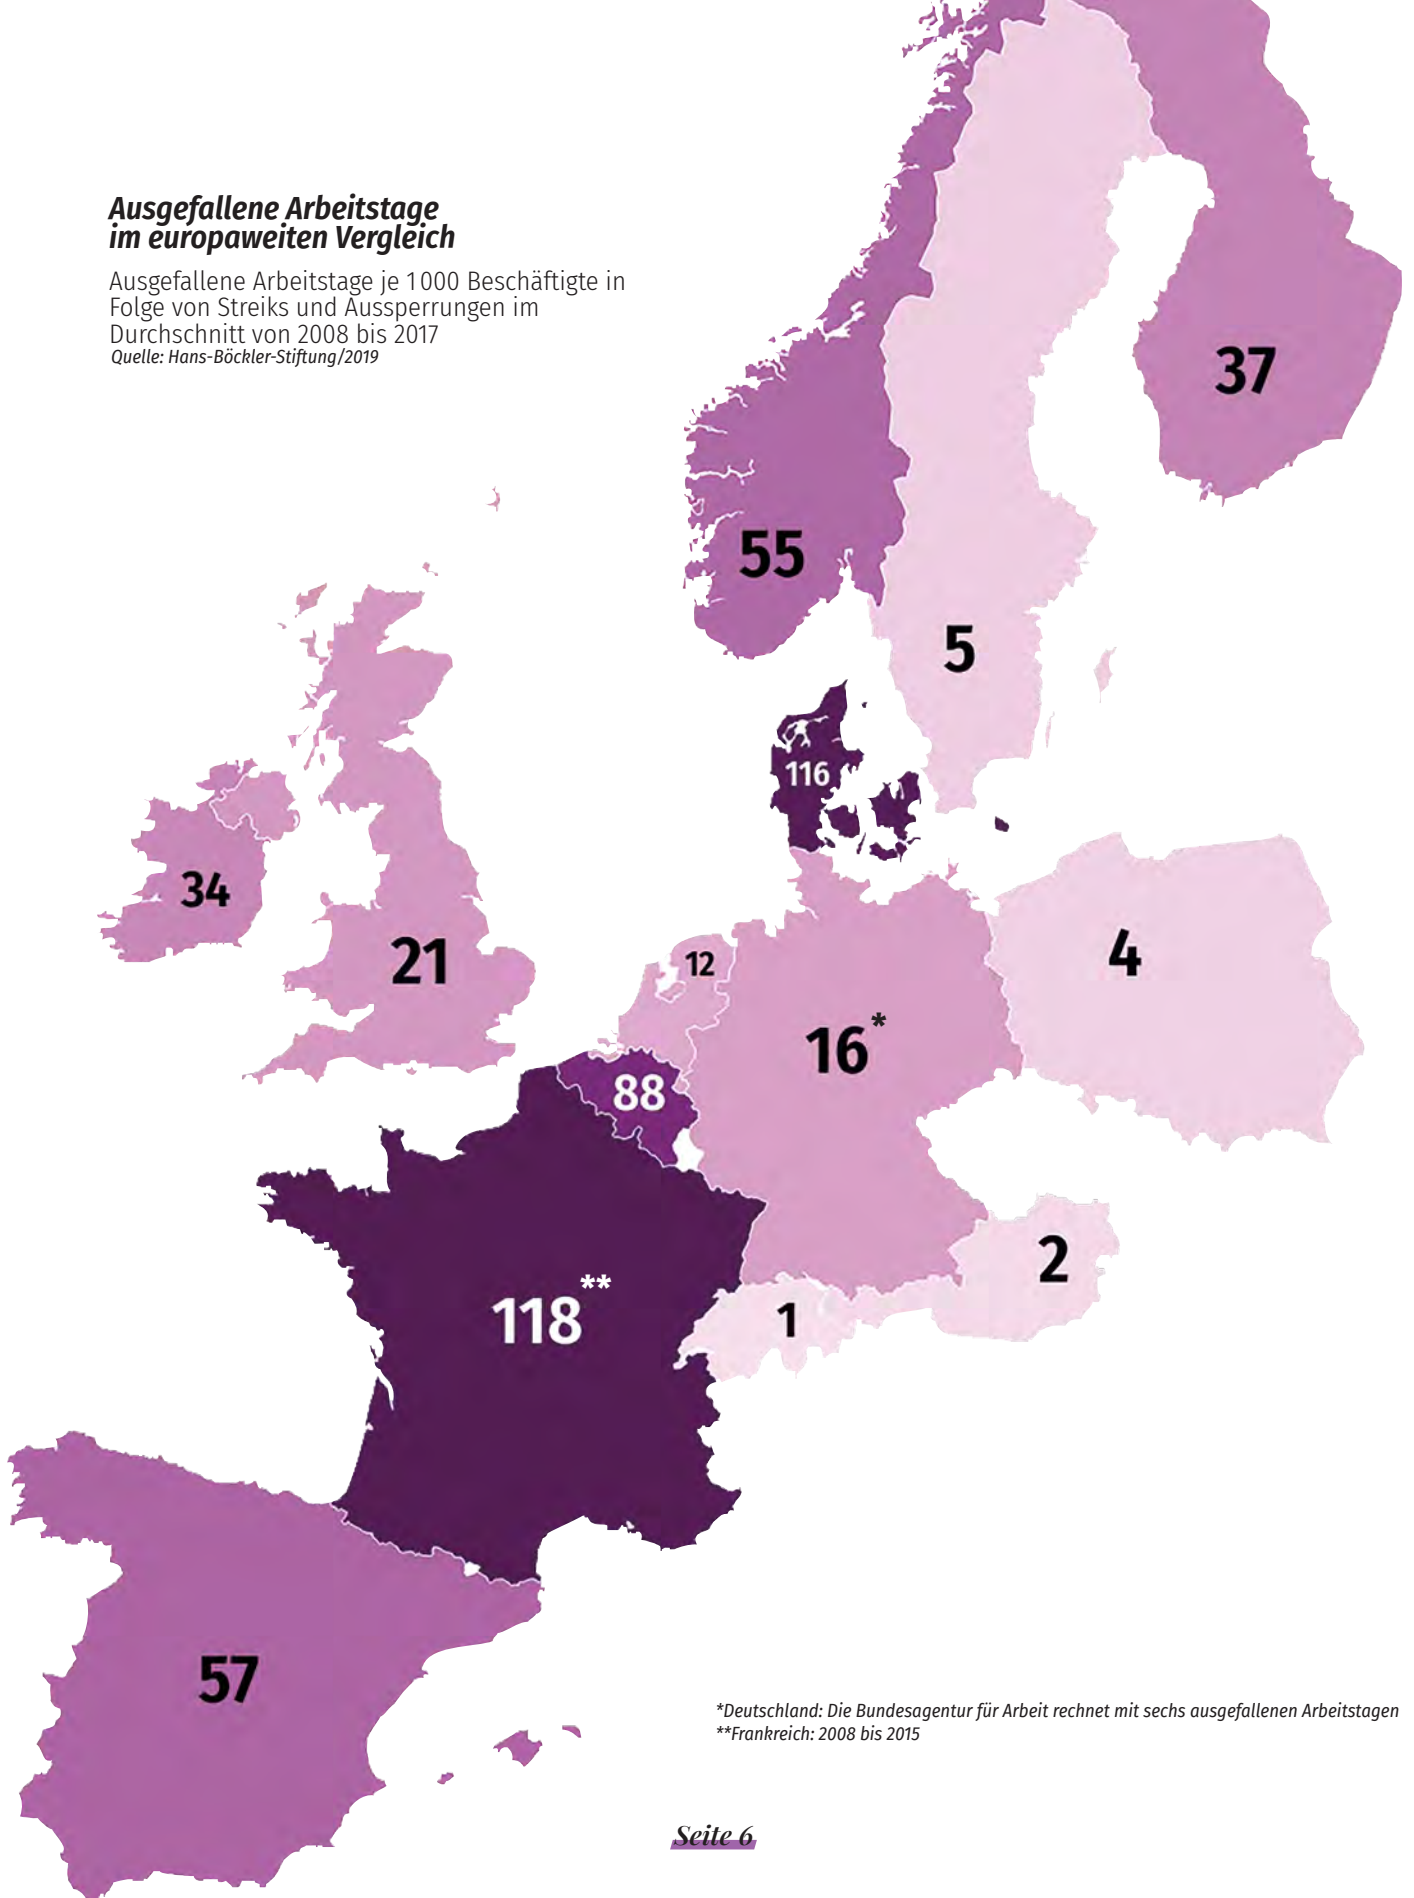 Ausgefallene Arbeitstage
im europaweiten Vergleich
Ausgefallene Arbeitstage je 1 000 Beschäftigte in
Folge von Streiks und Aussperrungen im
Durchschnitt von 2008 bis 2017
Quelle: Hans-Böckler-Stiftung/2019
37
55
5
116
34
21
12
4
16*
88
2
118**
1
57
*Deutschland: Die Bundesagentur für Arbeit rechnet mit sechs ausgefallenen Arbeitstagen
**Frankreich: 2008 bis 2015
Seite 6